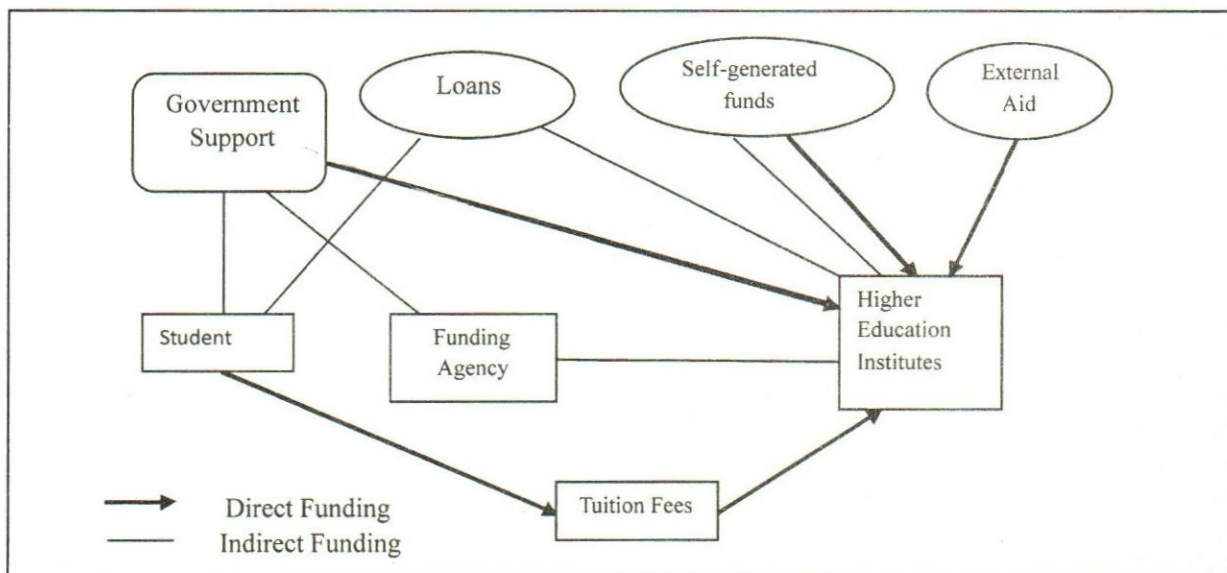 Government
Support
Loans
Self-generated
funds
External
Aid
Student
Funding
Agency
Higher
Education
Institutes
Tuition Fees
Direct Funding
Indirect Funding